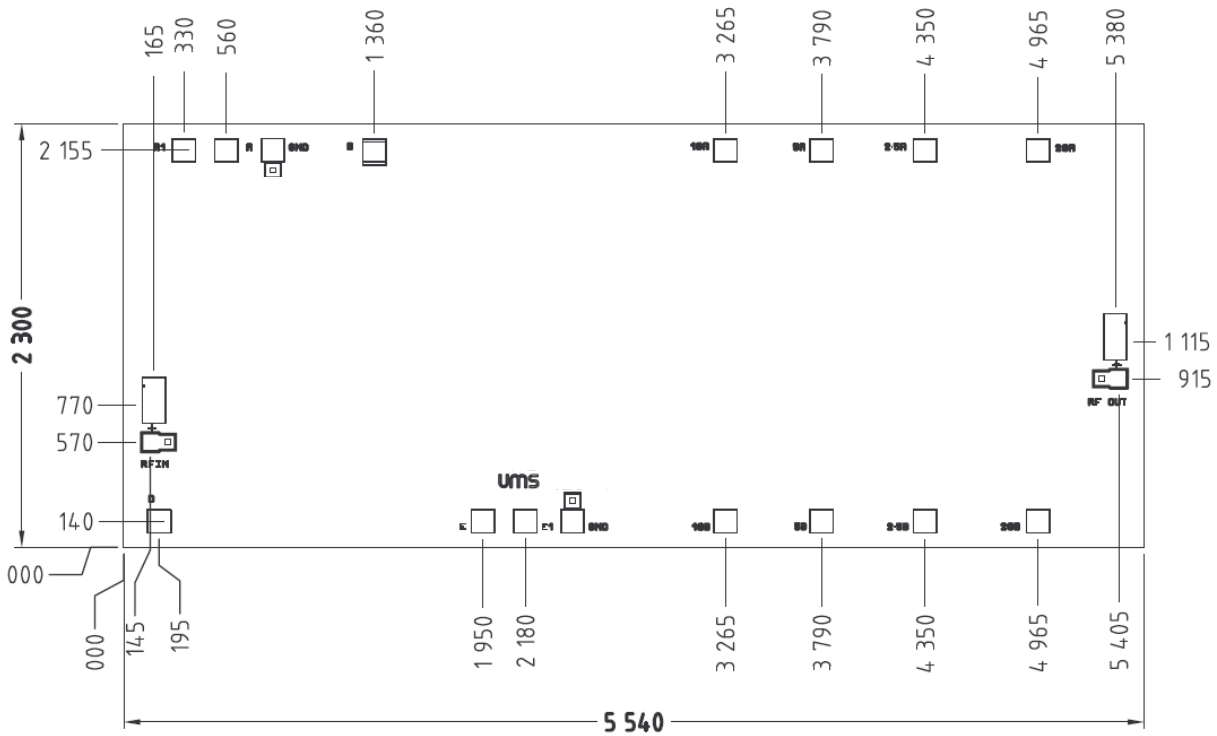 165 330 560 1 360 3 265 3 790 4 350 4 965 5 380
2 155 A1 A GND B 10A 5A 2·5A 20A
2 300
1 115
915
RF OUT
770
570
RFIN
UMS
D
140 E E1 GND 10B 5B 2·5B 20B
000
000 145 195 1 950 2 180 3 265 3 790 4 350 4 965 5 405
5 540